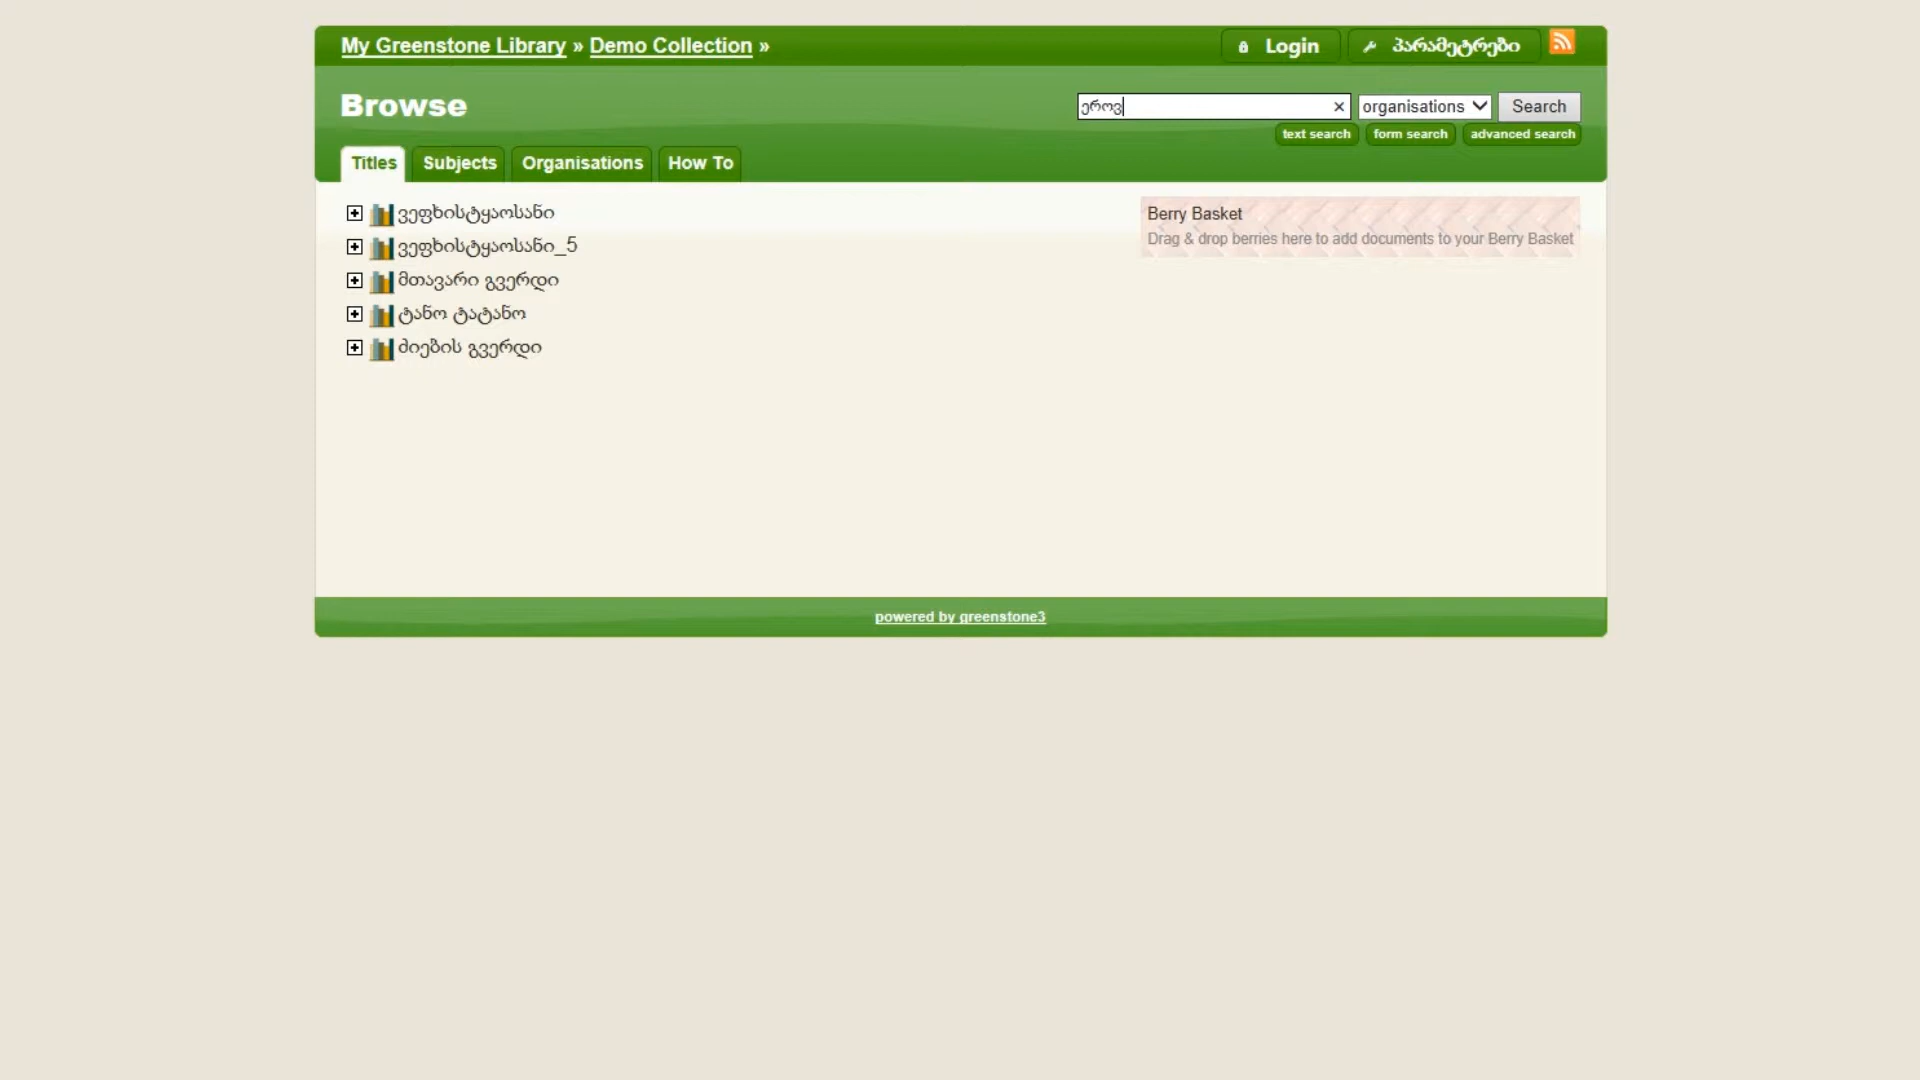 My Greenstone Library » Demo Collection »
Login
პარამეტრები
Browse
ეროვ
×
organisations
Search
text search
form search
advanced search
Titles
Subjects
Organisations
How To
ვეფხისტყაოსანი
ვეფხისტყაოსანი_5
მთავარი გვერდი
ტანო ტატანო
ძიების გვერდი
Berry Basket
Drag & drop berries here to add documents to your Berry Basket
powered by greenstone3